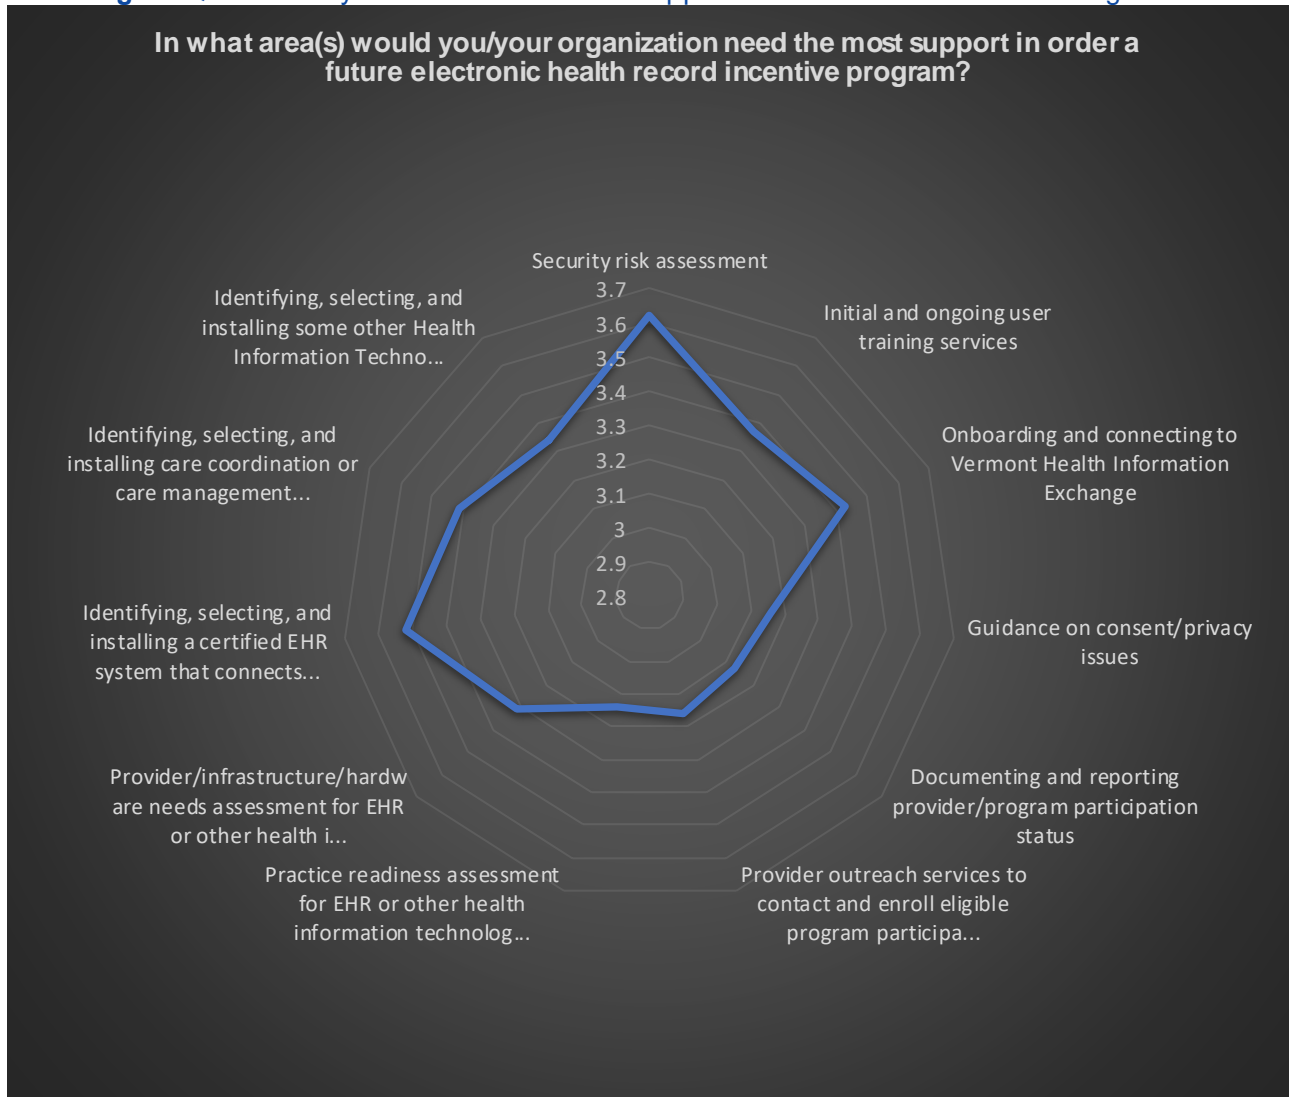 In what area(s) would you/your organization need the most support in order a
future electronic health record incentive program?
Security risk assessment
3.7
3.6
3.5
3.4
3.3
3.2
3.1
3
2.9
2.8
Initial and ongoing user
training services
Onboarding and connecting to
Vermont Health Information
Exchange
Guidance on consent/privacy
issues
Documenting and reporting
provider/program participation
status
Provider outreach services to
contact and enroll eligible
program participa...
Practice readiness assessment
for EHR or other health
information technolog...
Provider/infrastructure/hardw
are needs assessment for EHR
or other health i...
Identifying, selecting, and
installing a certified EHR
system that connects...
Identifying, selecting, and
installing care coordination or
care management...
Identifying, selecting, and
installing some other Health
Information Techno...